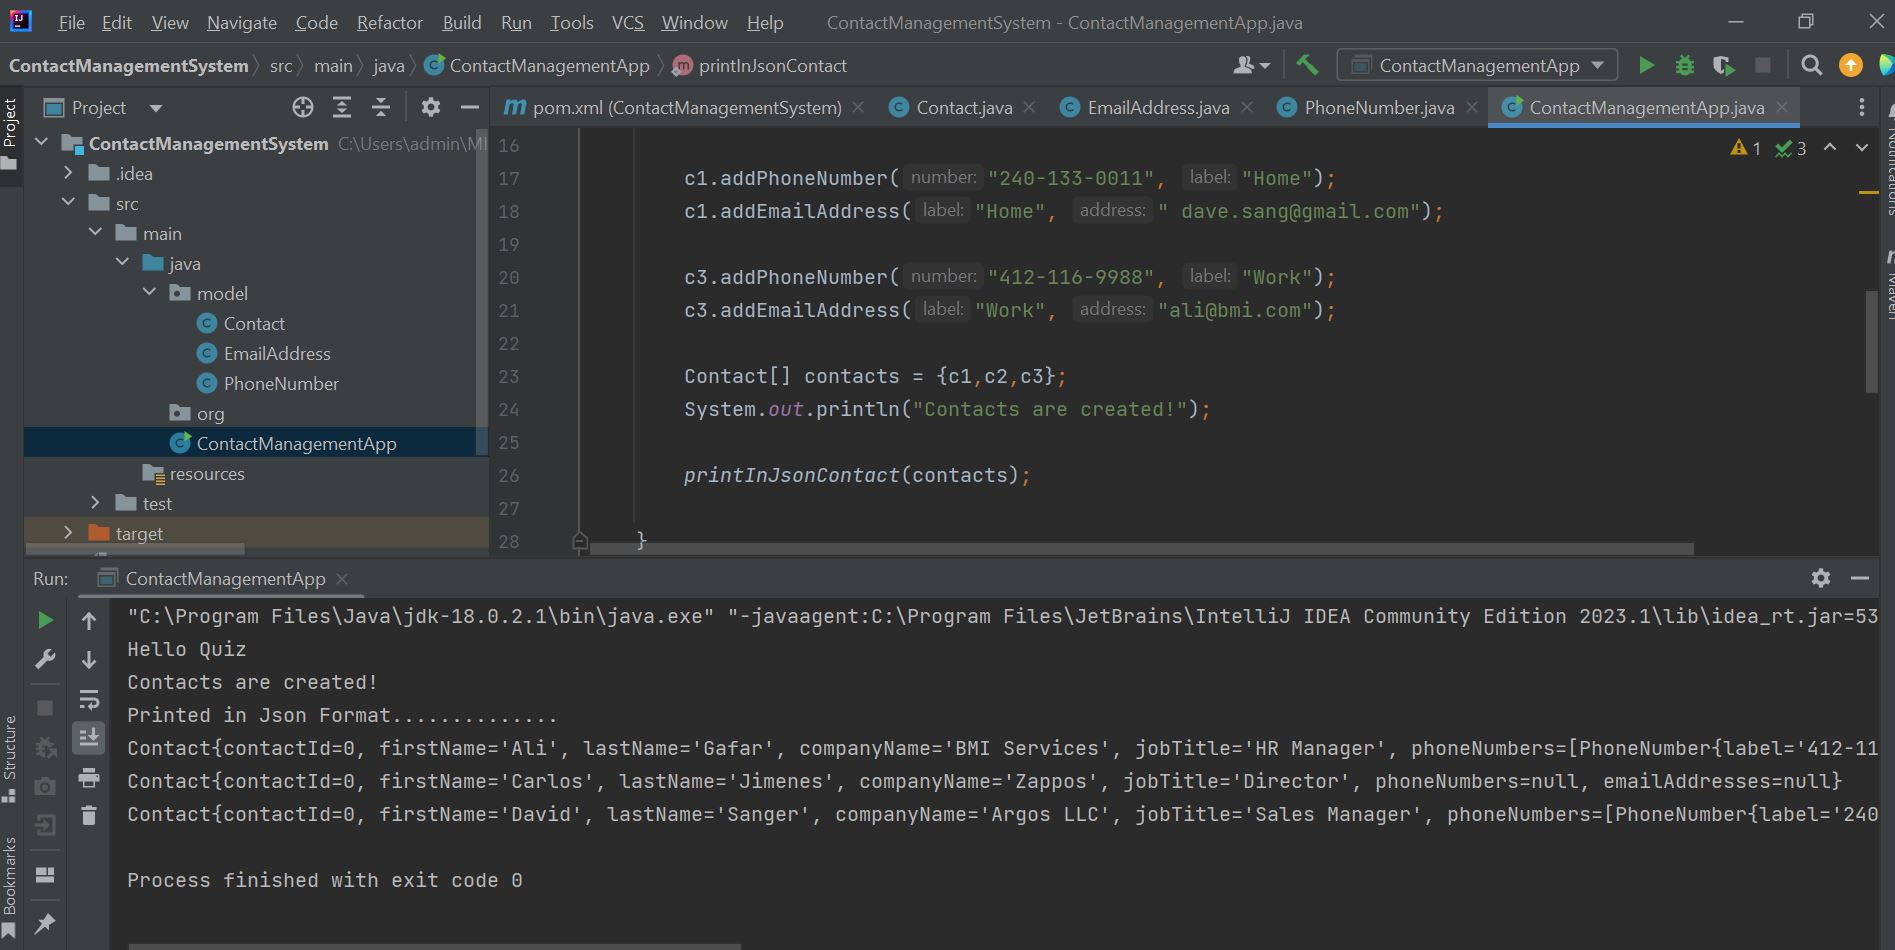 File Edit View Navigate Code Refactor Build Run Tools VCS Window Help ContactManagementSystem - ContactManagementApp.java
ContactManagementSystem src main java ContactManagementApp printInJsonContact ContactManagementApp
Project
Project
pom.xml (ContactManagementSystem) Contact.java EmailAddress.java PhoneNumber.java ContactManagementApp.java
ContactManagementSystem C:\Users\admin\MI
.idea
src
main
java
model
Contact
EmailAddress
PhoneNumber
org
ContactManagementApp
resources
test
target
1 3
Notifications
Maven
16
17 c1.addPhoneNumber( number: "240-133-0011", label: "Home");
18 c1.addEmailAddress( label: "Home", address: " dave.sang@gmail.com");
19
20 c3.addPhoneNumber( number: "412-116-9988", label: "Work");
21 c3.addEmailAddress( label: "Work", address: "ali@bmi.com");
22
23 Contact[] contacts = {c1,c2,c3};
24 System.out.println("Contacts are created!");
25
26 printInJsonContact(contacts);
27
28 }
Run: ContactManagementApp
"C:\Program Files\Java\jdk-18.0.2.1\bin\java.exe" "-javaagent:C:\Program Files\JetBrains\IntelliJ IDEA Community Edition 2023.1\lib\idea_rt.jar=53
Hello Quiz
Contacts are created!
Printed in Json Format..............
Contact{contactId=0, firstName='Ali', lastName='Gafar', companyName='BMI Services', jobTitle='HR Manager', phoneNumbers=[PhoneNumber{label='412-11
Contact{contactId=0, firstName='Carlos', lastName='Jimenes', companyName='Zappos', jobTitle='Director', phoneNumbers=null, emailAddresses=null}
Contact{contactId=0, firstName='David', lastName='Sanger', companyName='Argos LLC', jobTitle='Sales Manager', phoneNumbers=[PhoneNumber{label='240
Process finished with exit code 0
Structure
Bookmarks